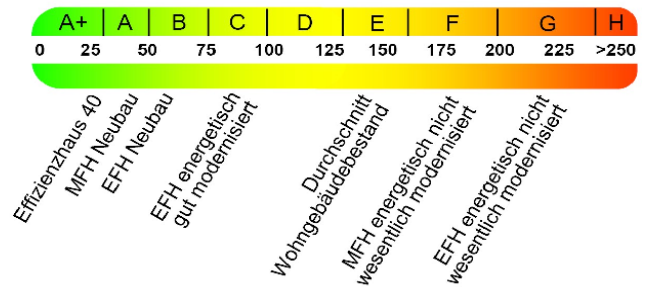 A+ A B C D E F G H
0 25 50 75 100 125 150 175 200 225 >250
Effizienzhaus 40
MFH Neubau
EFH Neubau
EFH energetisch
gut modernisiert
Durchschnitt
Wohngebäudebestand
MFH energetisch nicht
wesentlich modernisiert
EFH energetisch nicht
wesentlich modernisiert